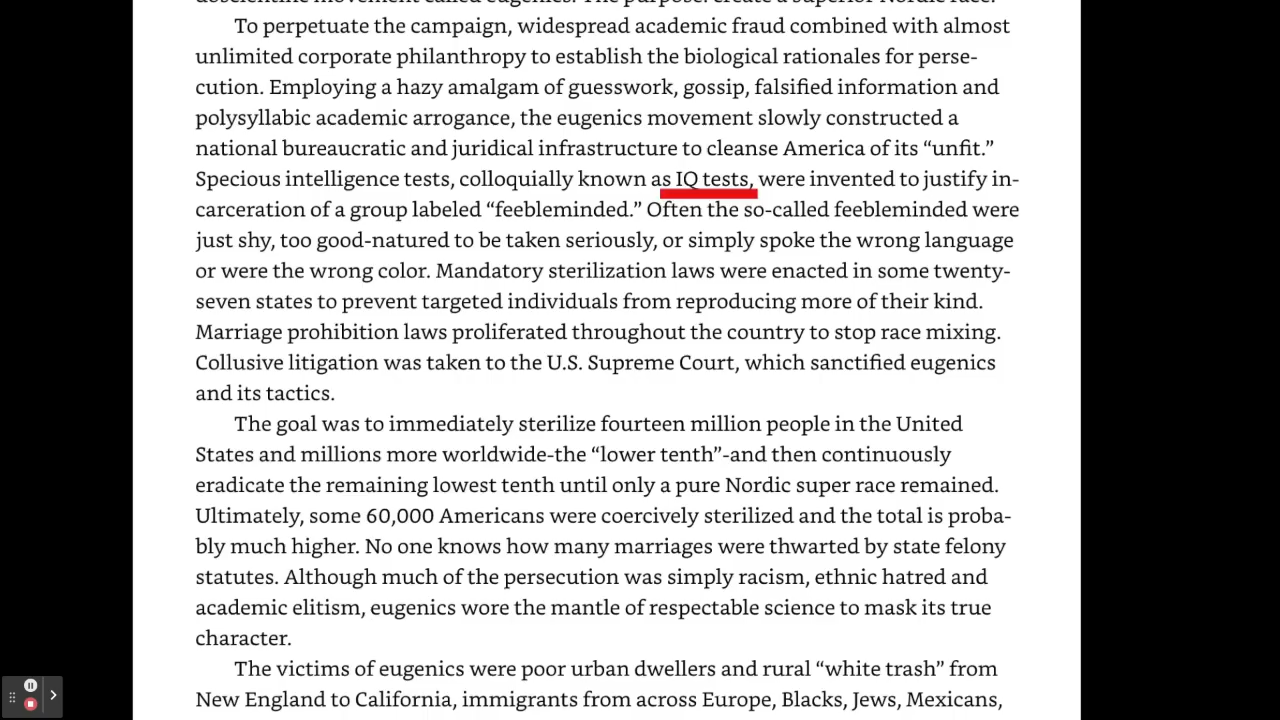 To perpetuate the campaign, widespread academic fraud combined with almost
unlimited corporate philanthropy to establish the biological rationales for perse-
cution. Employing a hazy amalgam of guesswork, gossip, falsified information and
polysyllabic academic arrogance, the eugenics movement slowly constructed a
national bureaucratic and juridical infrastructure to cleanse America of its “unfit.”
Specious intelligence tests, colloquially known as IQ tests, were invented to justify in-
carceration of a group labeled “feebleminded.” Often the so-called feebleminded were
just shy, too good-natured to be taken seriously, or simply spoke the wrong language
or were the wrong color. Mandatory sterilization laws were enacted in some twenty-
seven states to prevent targeted individuals from reproducing more of their kind.
Marriage prohibition laws proliferated throughout the country to stop race mixing.
Collusive litigation was taken to the U.S. Supreme Court, which sanctified eugenics
and its tactics.
The goal was to immediately sterilize fourteen million people in the United
States and millions more worldwide-the “lower tenth”-and then continuously
eradicate the remaining lowest tenth until only a pure Nordic super race remained.
Ultimately, some 60,000 Americans were coercively sterilized and the total is proba-
bly much higher. No one knows how many marriages were thwarted by state felony
statutes. Although much of the persecution was simply racism, ethnic hatred and
academic elitism, eugenics wore the mantle of respectable science to mask its true
character.
The victims of eugenics were poor urban dwellers and rural “white trash” from
New England to California, immigrants from across Europe, Blacks, Jews, Mexicans,